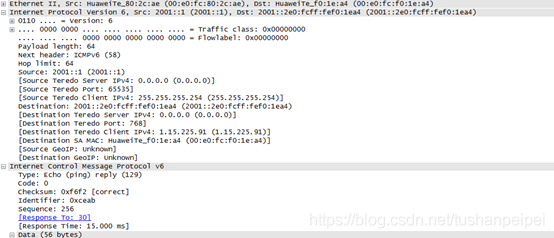 Ethernet II, Src: HuaweiTe_80:2c:ae (00:e0:fc:80:2c:ae), Dst: HuaweiTe_f0:1e:a4 (00:e0:fc:f0:1e:a4)
Internet Protocol Version 6, Src: 2001::1 (2001::1), Dst: 2001::2e0:fcff:fef0:1ea4 (2001::2e0:fcff:fef0:1ea4)
0110 .... = Version: 6
.... 0000 0000 .... .... .... .... .... = Traffic class: 0x00000000
.... .... .... 0000 0000 0000 0000 0000 = Flowlabel: 0x00000000
Payload length: 64
Next header: ICMPv6 (58)
Hop limit: 64
Source: 2001::1 (2001::1)
[Source Teredo Server IPv4: 0.0.0.0 (0.0.0.0)]
[Source Teredo Port: 65535]
[Source Teredo Client IPv4: 255.255.255.254 (255.255.255.254)]
Destination: 2001::2e0:fcff:fef0:1ea4 (2001::2e0:fcff:fef0:1ea4)
[Destination Teredo Server IPv4: 0.0.0.0 (0.0.0.0)]
[Destination Teredo Port: 768]
[Destination Teredo Client IPv4: 1.15.225.91 (1.15.225.91)]
[Destination SA MAC: HuaweiTe_f0:1e:a4 (00:e0:fc:f0:1e:a4)]
[Source GeoIP: Unknown]
[Destination GeoIP: Unknown]
Internet Control Message Protocol v6
Type: Echo (ping) reply (129)
Code: 0
Checksum: 0xf6f2 [correct]
Identifier: 0xceab
Sequence: 256
[Response To: 30]
[Response Time: 15.000 ms]
Data (56 bytes)
https://blog.csdn.net/tushanpeipei